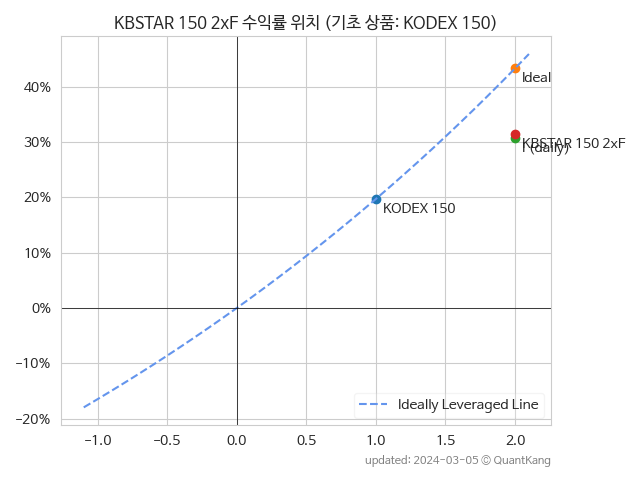 KBSTAR 150 2xF 수익률 위치 (기초 상품: KODEX 150)
40%
30%
20%
10%
0%
−10%
−20%
Ideal
KBSTAR 150 2xF
I (daily)
KODEX 150
Ideally Leveraged Line
−1.0 −0.5 0.0 0.5 1.0 1.5 2.0
updated: 2024-03-05 © QuantKang